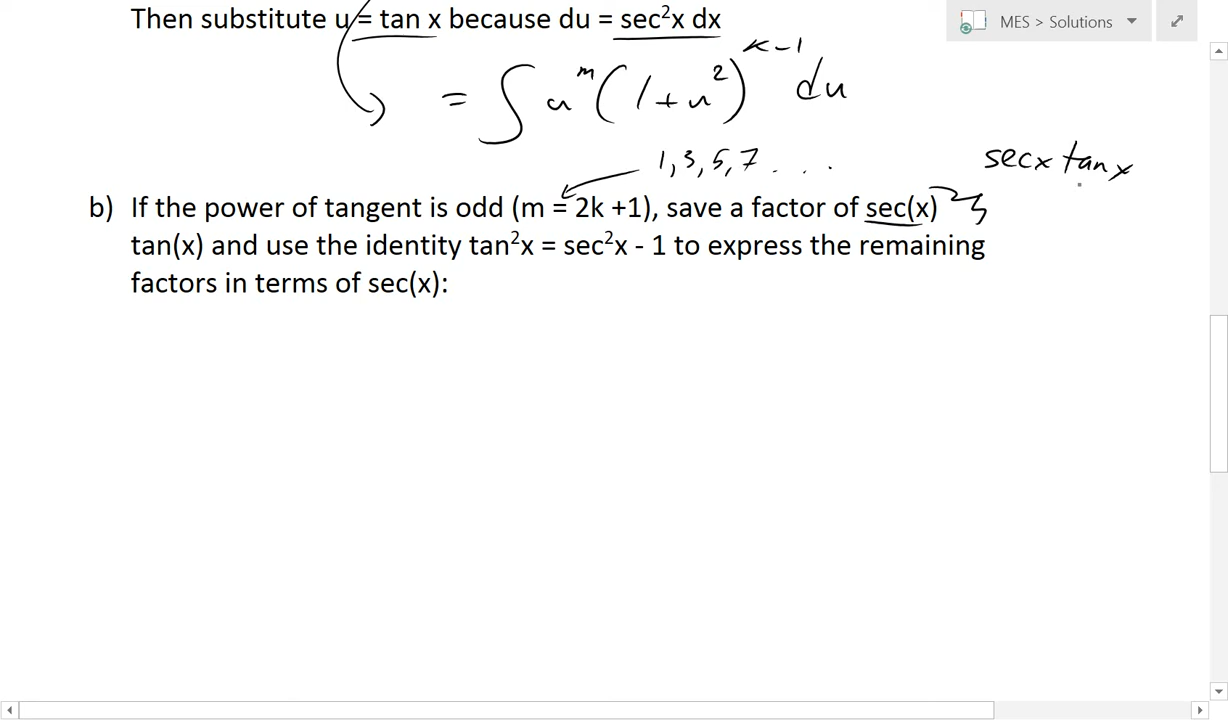 Then substitute u = tan x because du = sec²x dx
MES > Solutions
= ∫ u^m (1+u²)^(k-1) du
1, 3, 5, 7 . . . .
sec x tan x
b) If the power of tangent is odd (m = 2k +1), save a factor of sec(x)
tan(x) and use the identity tan²x = sec²x - 1 to express the remaining
factors in terms of sec(x):